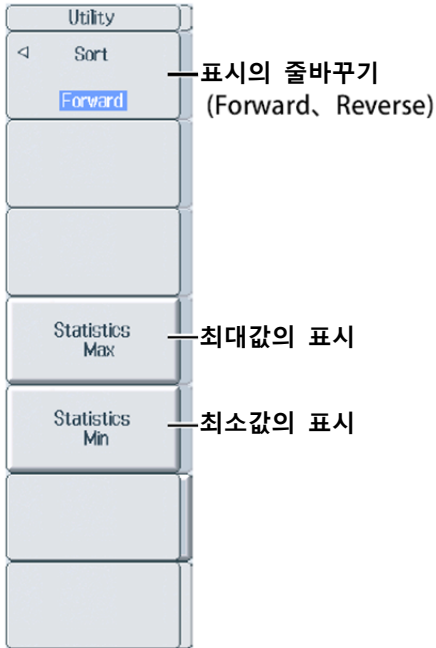 Utility
Sort
Forward
표시의 줄바꾸기
(Forward、Reverse)
Statistics
Max
최대값의 표시
Statistics
Min
최소값의 표시